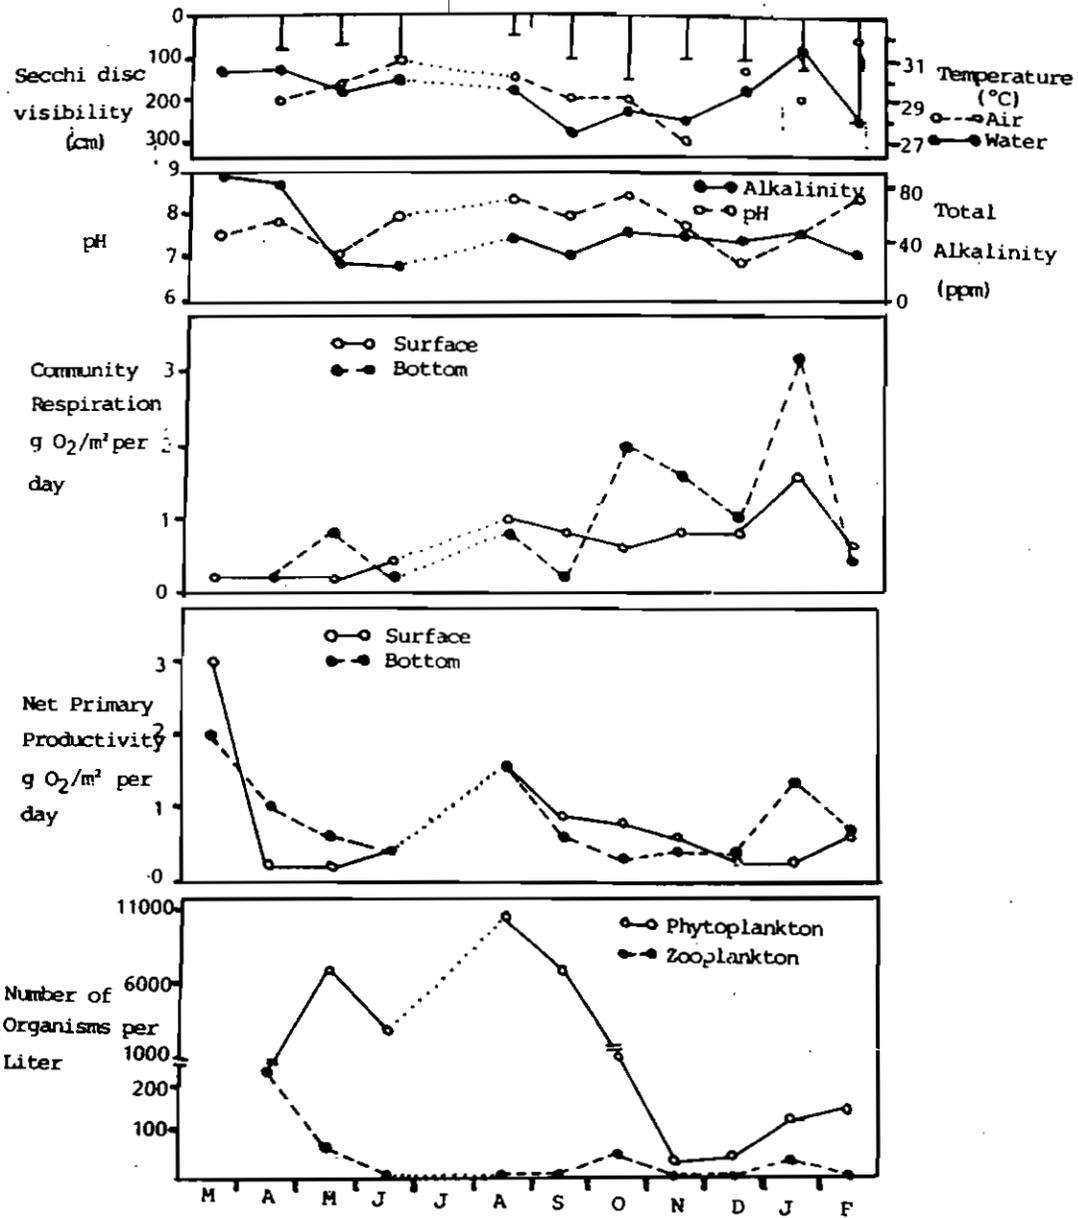 0
100
200
300
Secchi disc
visibility
(cm)
31
29
27
Temperature
(°C)
Air
Water
9
8
7
6
pH
Alkalinity
pH
80
40
0
Total
Alkalinity
(ppm)
Surface
Bottom
Community
Respiration
g O2/m² per
day
3
2
1
0
Surface
Bottom
Net Primary
Productivity
g O2/m² per
day
3
2
1
0
11000
6000
1000
200
100
Phytoplankton
Zooplankton
Number of
Organisms per
Liter
M A M J J A S O N D J F